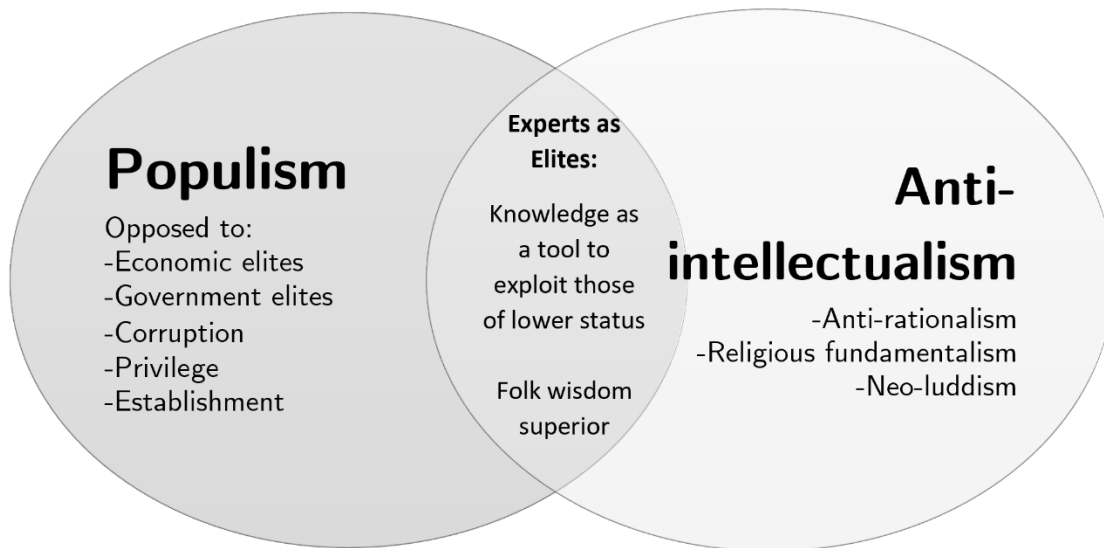 Populism
Opposed to:
-Economic elites
-Government elites
-Corruption
-Privilege
-Establishment
Experts as
Elites:
Knowledge as
a tool to
exploit those
of lower status
Folk wisdom
superior
Anti-
intellectualism
-Anti-rationalism
-Religious fundamentalism
-Neo-luddism